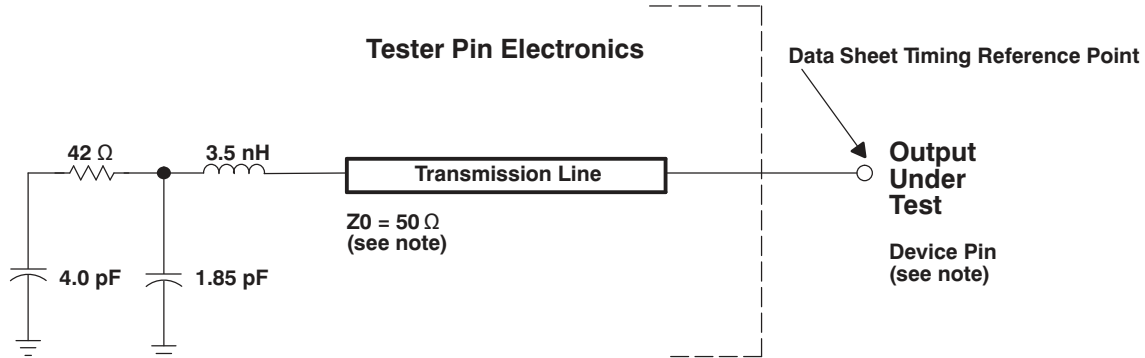 Tester Pin Electronics
Data Sheet Timing Reference Point
42 Ω
3.5 nH
Transmission Line
Output
Under
Test
Z0 = 50 Ω
(see note)
Device Pin
(see note)
4.0 pF
1.85 pF